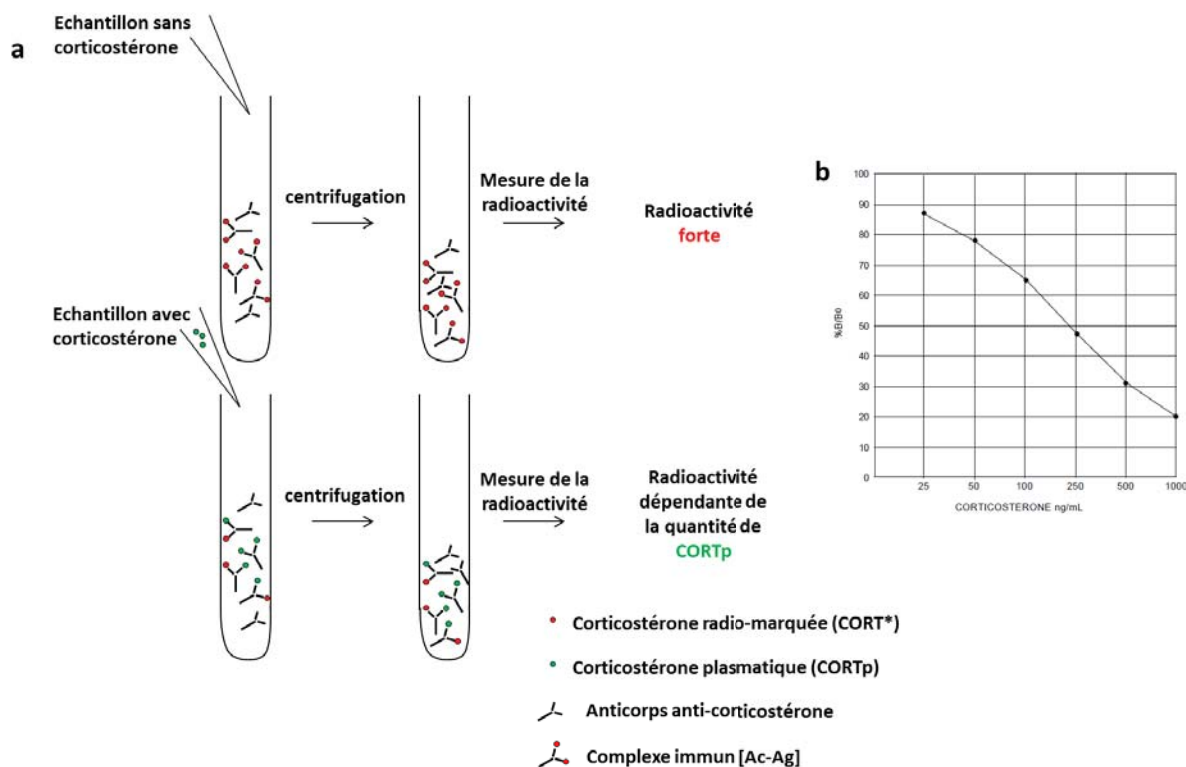 a
Echantillon sans
corticostérone
centrifugation
Mesure de la
radioactivité
Radioactivité
forte
Echantillon avec
corticostérone
centrifugation
Mesure de la
radioactivité
Radioactivité
dépendante de
la quantité de
CORTp
Corticostérone radio-marquée (CORT*)
Corticostérone plasmatique (CORTp)
Anticorps anti-corticostérone
Complexe immun [Ac-Ag]
b
100
90
80
70
60
50
40
30
20
10
0
%B/Bo
25 50 100 250 500 1000
CORTICOSTERONE ng/mL